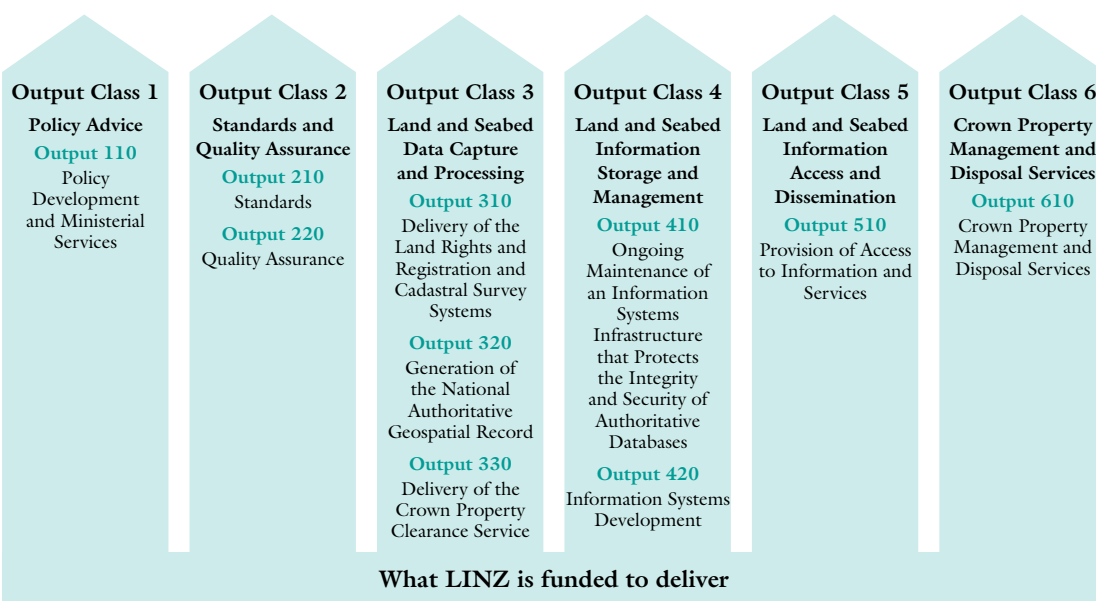 Output Class 1
Policy Advice
Output 110
Policy
Development
and Ministerial
Services
Output Class 2
Standards and
Quality Assurance
Output 210
Standards
Output 220
Quality Assurance
Output Class 3
Land and Seabed
Data Capture
and Processing
Output 310
Delivery of the
Land Rights and
Registration and
Cadastral Survey
Systems
Output 320
Generation of
the National
Authoritative
Geospatial Record
Output 330
Delivery of the
Crown Property
Clearance Service
Output Class 4
Land and Seabed
Information
Storage and
Management
Output 410
Ongoing
Maintenance of
an Information
Systems
Infrastructure
that Protects
the Integrity
and Security of
Authoritative
Databases
Output 420
Information Systems
Development
Output Class 5
Land and Seabed
Information
Access and
Dissemination
Output 510
Provision of Access
to Information and
Services
Output Class 6
Crown Property
Management and
Disposal Services
Output 610
Crown Property
Management and
Disposal Services
What LINZ is funded to deliver